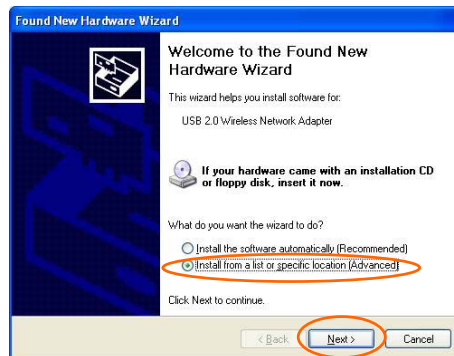 Found New Hardware Wizard
Welcome to the Found New
Hardware Wizard
This wizard helps you install software for:
USB 2.0 Wireless Network Adapter
If your hardware came with an installation CD
or floppy disk, insert it now.
What do you want the wizard to do?
Install the software automatically (Recommended)
Install from a list or specific location (Advanced)
Click Next to continue.
< Back
Next >
Cancel